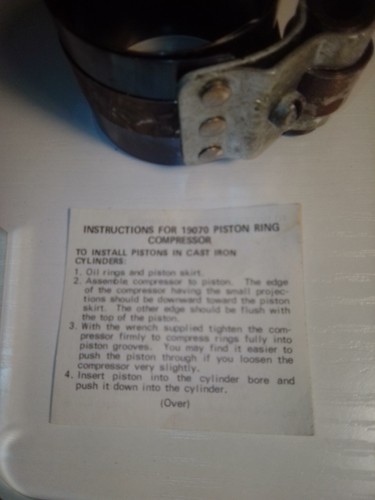 INSTRUCTIONS FOR 19070 PISTON RING
COMPRESSOR
TO INSTALL PISTONS IN CAST IRON
CYLINDERS:
1. Oil rings and piston skirt.
2. Assemble compressor to piston. The edge
of the compressor having the small projec-
tions should be downward toward the piston
skirt. The other edge should be flush with
the top of the piston.
3. With the wrench supplied tighten the com-
pressor firmly to compress rings fully into
piston grooves. You may find it easier to
push the piston through if you loosen the
compressor very slightly.
4. Insert piston into the cylinder bore and
push it down into the cylinder.
(Over)